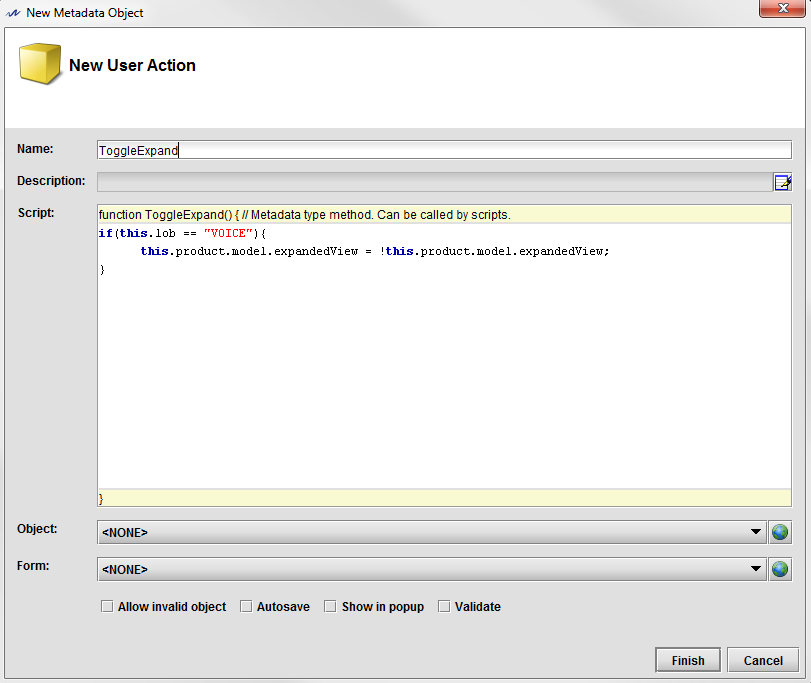 New Metadata Object
New User Action
Name:
ToggleExpand
Description:
Script:
function ToggleExpand() { // Metadata type method. Can be called by scripts.
if(this.lob == "VOICE"){
this.product.model.expandedView = !this.product.model.expandedView;
}
}
Object:
<NONE>
Form:
<NONE>
Allow invalid object Autosave Show in popup Validate
Finish Cancel